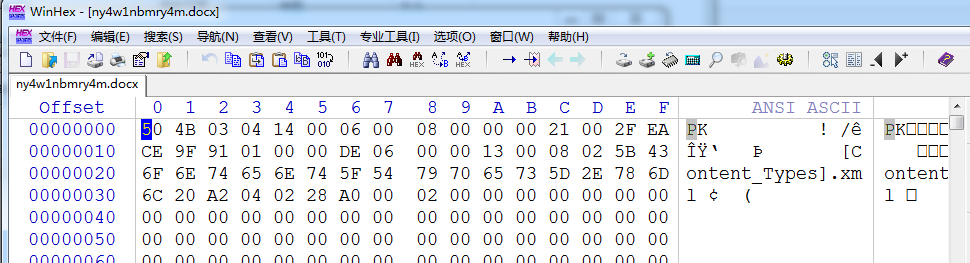 WinHex - [ny4w1nbmry4m.docx]
文件(F) 编辑(E) 搜索(S) 导航(N) 查看(V) 工具(T) 专业工具(I) 选项(O) 窗口(W) 帮助(H)
ny4w1nbmry4m.docx
Offset 0 1 2 3 4 5 6 7 8 9 A B C D E F ANSI ASCII
00000000 50 4B 03 04 14 00 06 00 08 00 00 00 21 00 2F EA PK ! /ê PK
00000010 CE 9F 91 01 00 00 DE 06 00 00 13 00 08 02 5B 43 ÎŸ‘ Þ [C
00000020 6F 6E 74 65 6E 74 5F 54 79 70 65 73 5D 2E 78 6D ontent_Types].xm ontent
00000030 6C 20 A2 04 02 28 A0 00 02 00 00 00 00 00 00 00 l ¢ ( l
00000040 00 00 00 00 00 00 00 00 00 00 00 00 00 00 00 00
00000050 00 00 00 00 00 00 00 00 00 00 00 00 00 00 00 00
00000060 00 00 00 00 00 00 00 00 00 00 00 00 00 00 00 00